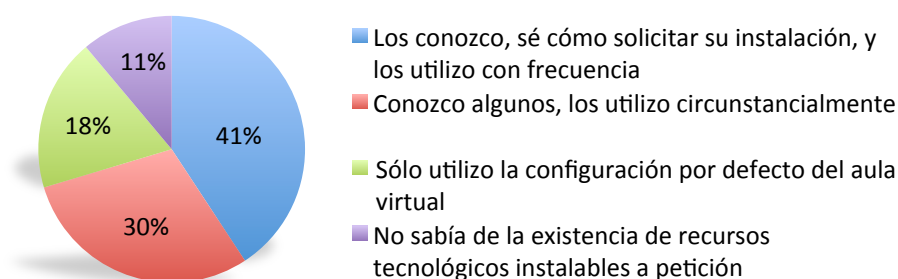 11%
41%
18%
30%
Los conozco, sé cómo solicitar su instalación, y
los utilizo con frecuencia
Conozco algunos, los utilizo circunstancialmente
Sólo utilizo la configuración por defecto del aula
virtual
No sabía de la existencia de recursos
tecnológicos instalables a petición